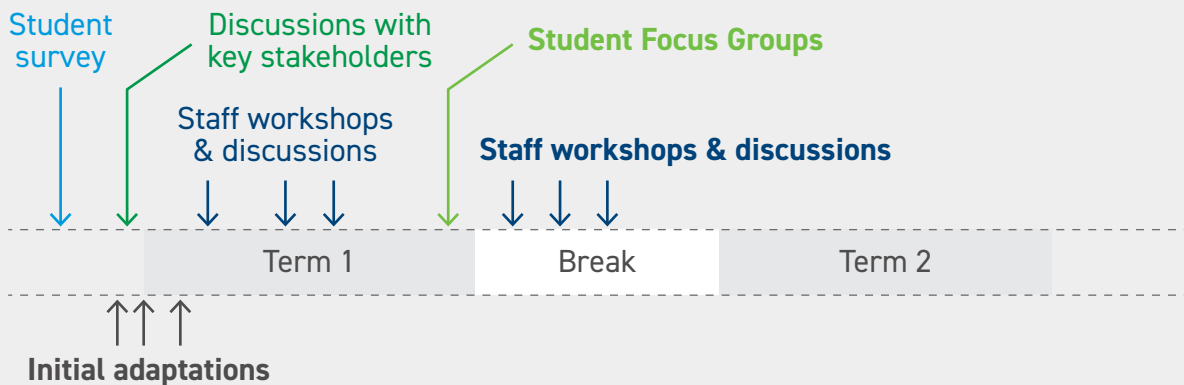 Student
survey
Discussions with
key stakeholders
Student Focus Groups
Staff workshops
& discussions
Staff workshops & discussions
Term 1
Break
Term 2
Initial adaptations